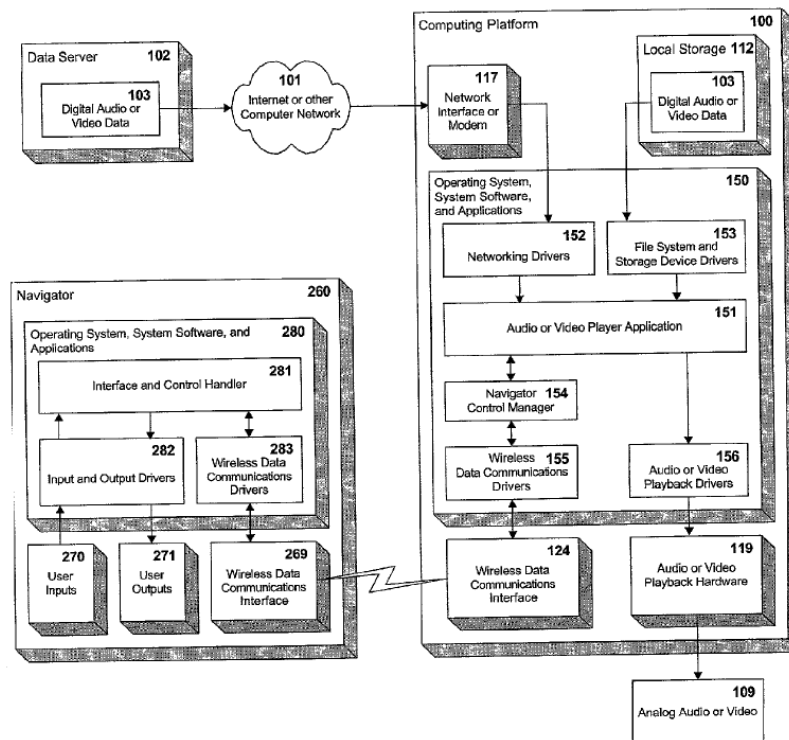 Data Server
102
103
Digital Audio or
Video Data
101
Internet or other
Computer Network
Computing Platform 100
117
Network
Interface or
Modem
Local Storage 112
103
Digital Audio or
Video Data
Operating System, 150
System Software,
and Applications
152
Networking Drivers
153
File System and
Storage Device Drivers
151
Audio or Video Player Application
Navigator 154
Control Manager
Wireless 155
Data Communications
Drivers
156
Audio or Video
Playback Drivers
124
Wireless Data
Communications
Interface
119
Audio or Video
Playback Hardware
109
Analog Audio or Video
Navigator 260
Operating System, System Software, and 280
Applications
281
Interface and Control Handler
282
Input and Output Drivers
283
Wireless Data
Communications
Drivers
270
User
Inputs
271
User
Outputs
269
Wireless Data
Communications
Interface